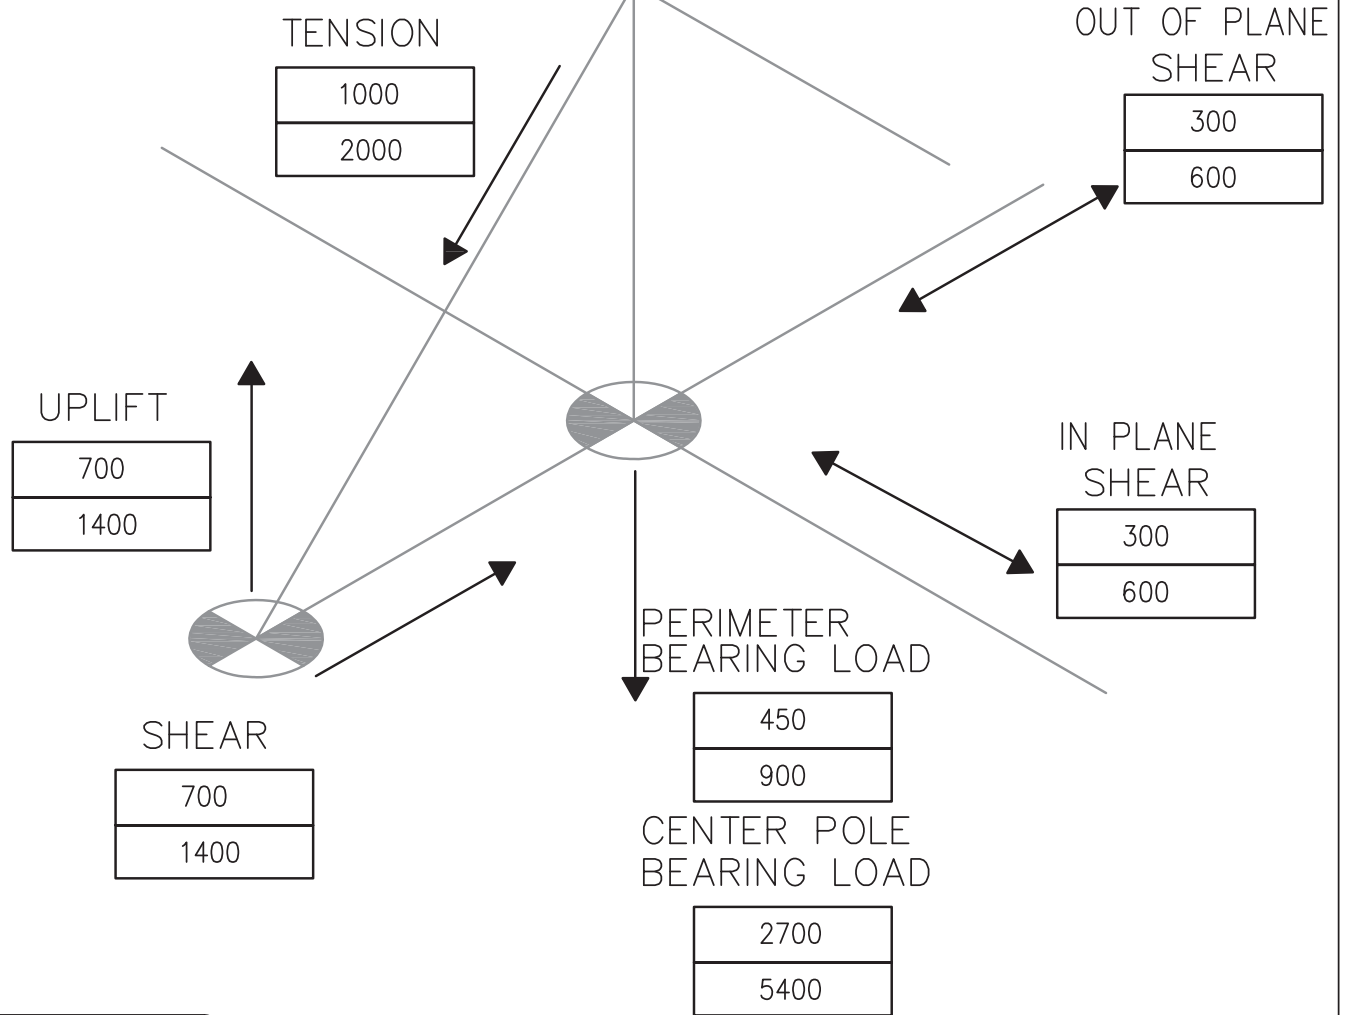 TENSION
1000
2000
OUT OF PLANE
SHEAR
300
600
UPLIFT
700
1400
IN PLANE
SHEAR
300
600
PERIMETER
BEARING LOAD
450
900
SHEAR
700
1400
CENTER POLE
BEARING LOAD
2700
5400